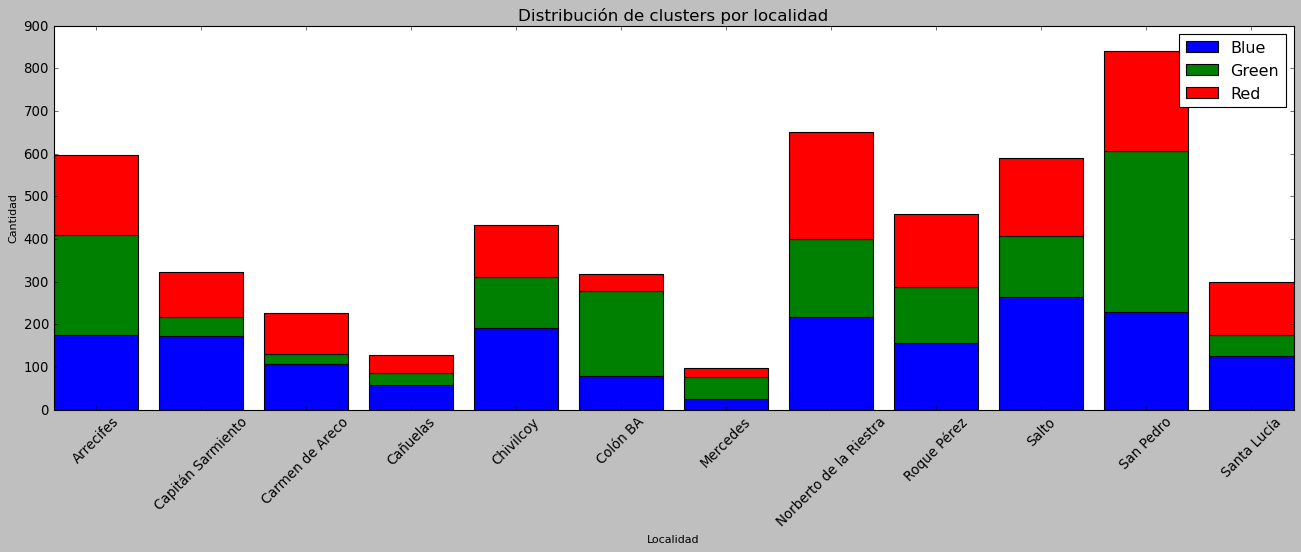 Distribución de clusters por localidad
900
800
700
600
500
400
300
200
100
0
Cantidad
Blue
Green
Red
Arrecifes
Capitán Sarmiento
Carmen de Areco
Cañuelas
Chivilcoy
Colón BA
Mercedes
Norberto de la Riestra
Roque Pérez
Salto
San Pedro
Santa Lucía
Localidad